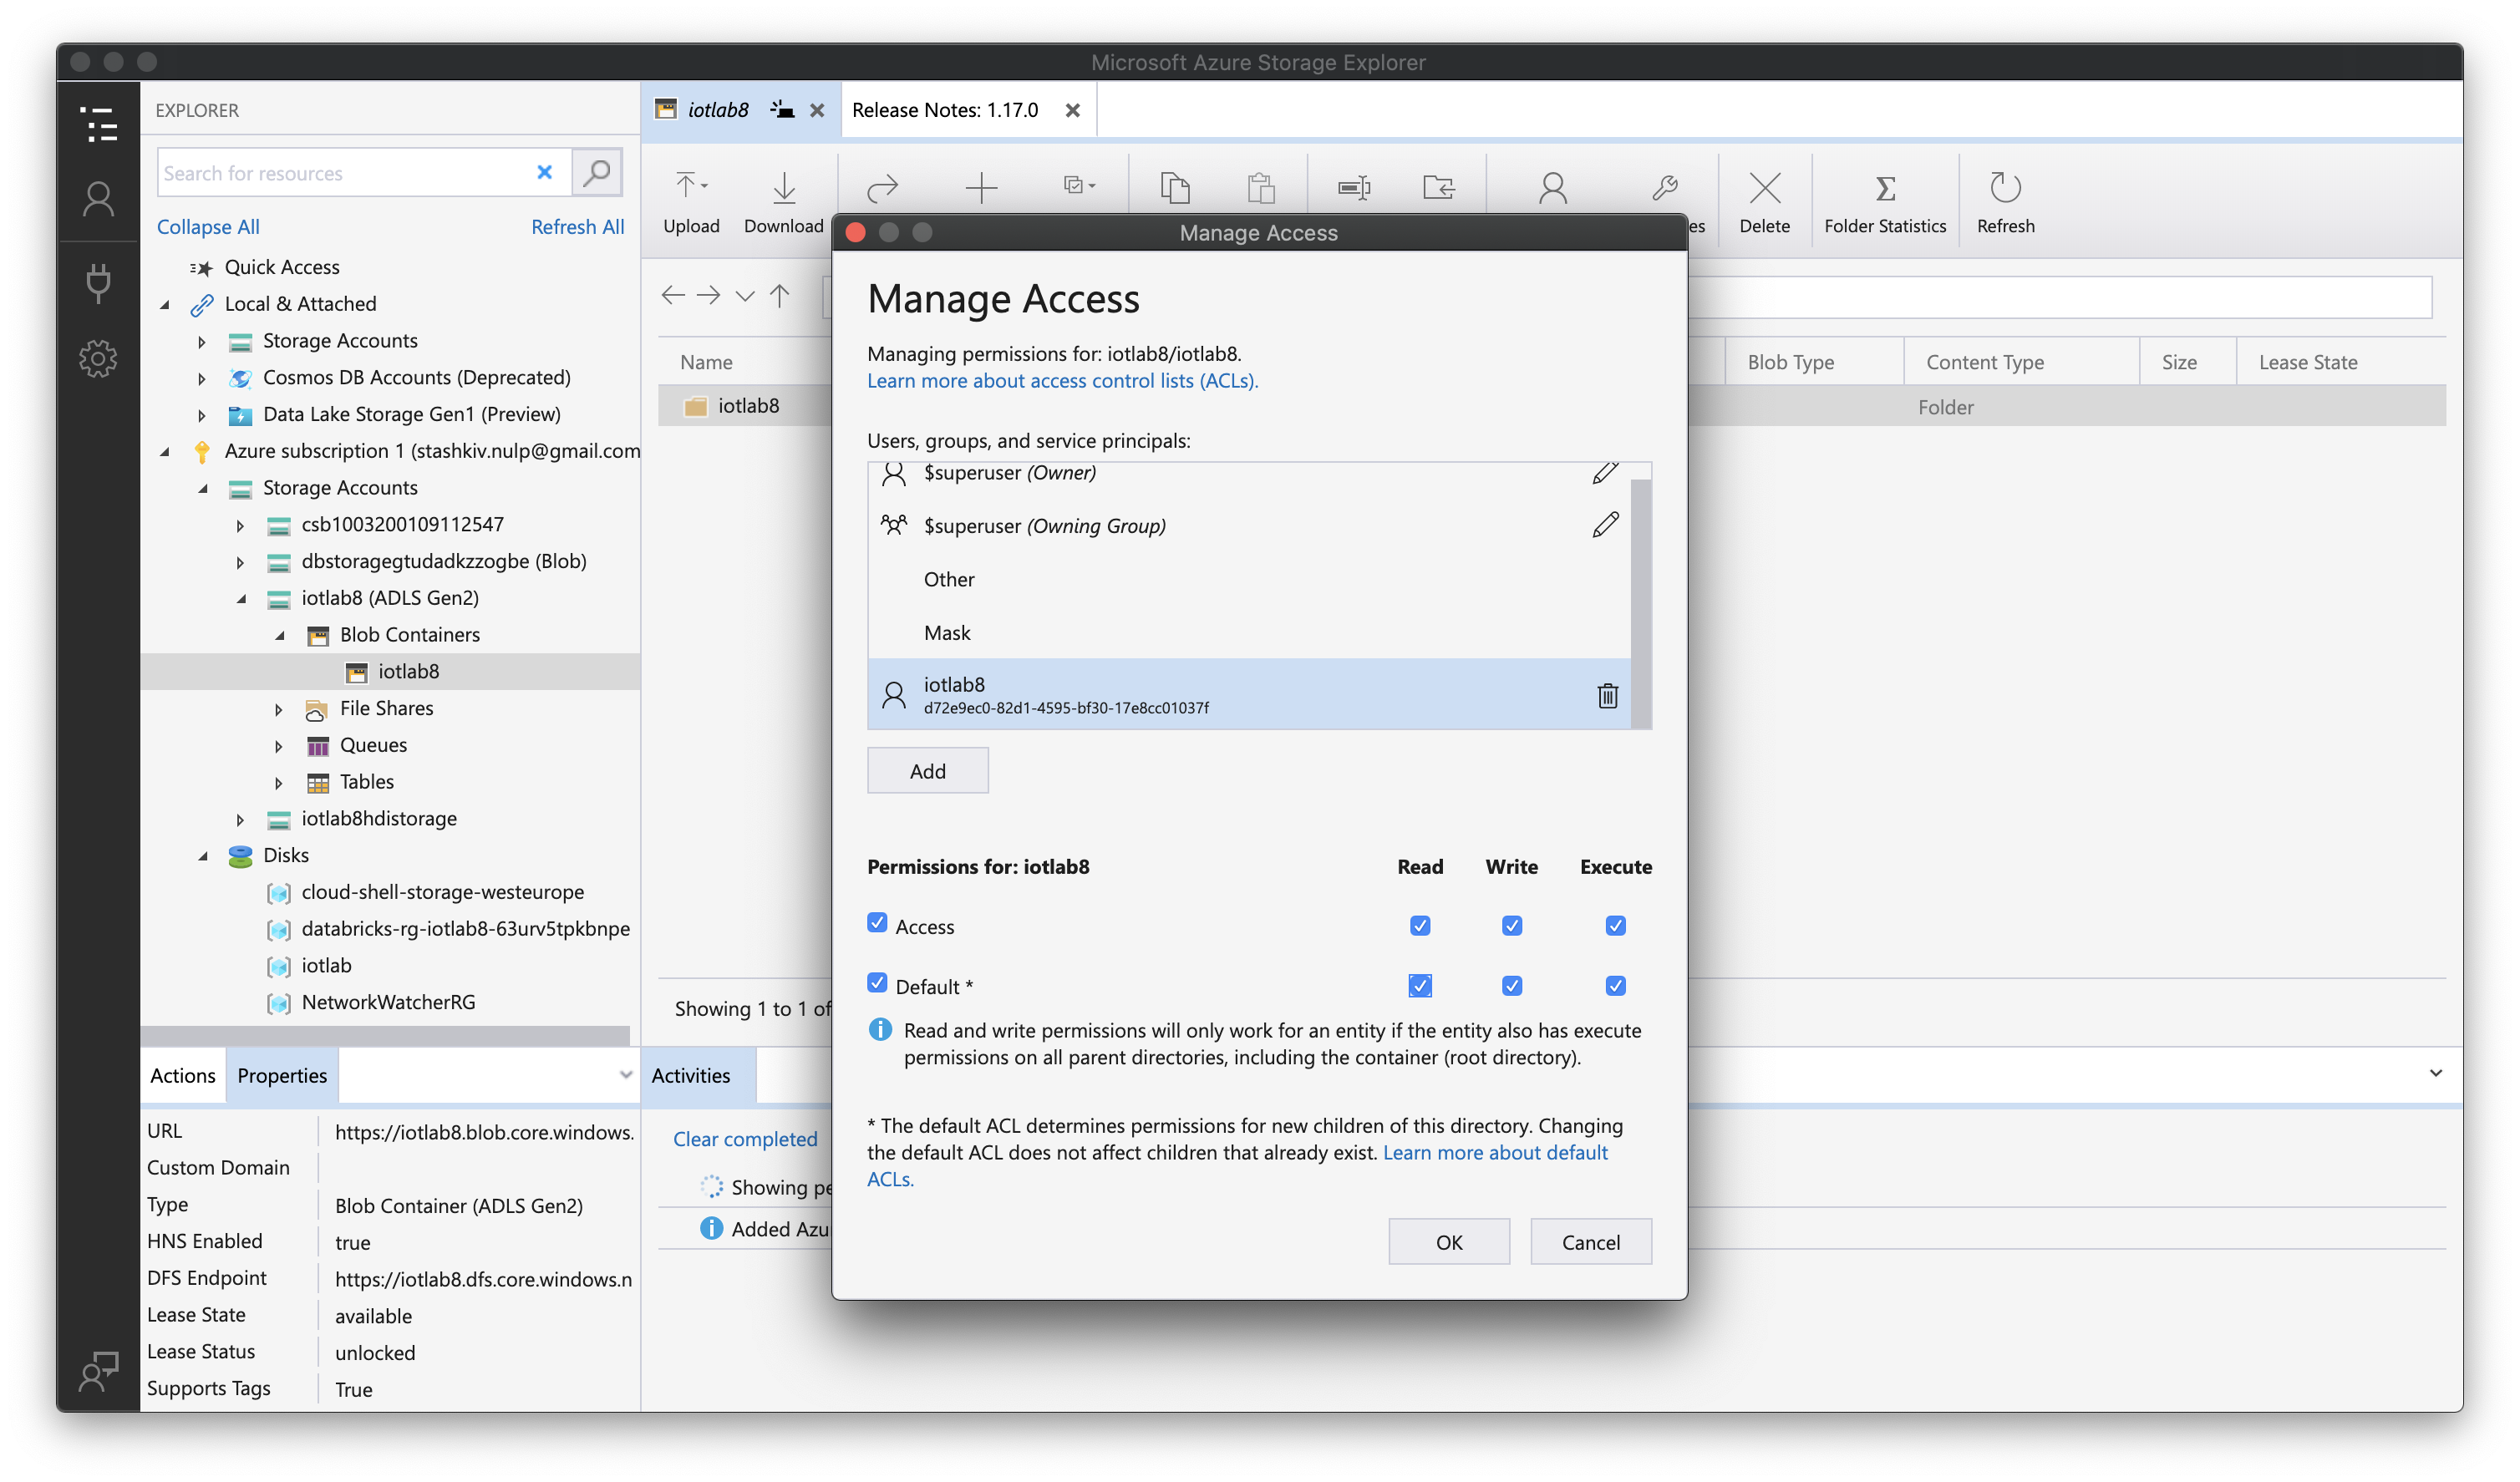 Microsoft Azure Storage Explorer
EXPLORER
Search for resources
Collapse All
Refresh All
Quick Access
Local & Attached
Storage Accounts
Cosmos DB Accounts (Deprecated)
Data Lake Storage Gen1 (Preview)
Azure subscription 1 (stashkiv.nulp@gmail.com
Storage Accounts
csb1003200109112547
dbstoragegtudadkzzogbe (Blob)
iotlab8 (ADLS Gen2)
Blob Containers
iotlab8
File Shares
Queues
Tables
iotlab8hdistorage
Disks
cloud-shell-storage-westeurope
databricks-rg-iotlab8-63urv5tpkbnpe
iotlab
NetworkWatcherRG
Actions
Properties
URL https://iotlab8.blob.core.windows.
Custom Domain
Type Blob Container (ADLS Gen2)
HNS Enabled true
DFS Endpoint https://iotlab8.dfs.core.windows.n
Lease State available
Lease Status unlocked
Supports Tags True
iotlab8
Release Notes: 1.17.0
Upload
Download
es
Delete
Folder Statistics
Refresh
Name
Blob Type
Content Type
Size
Lease State
iotlab8
Folder
Showing 1 to 1 of
Activities
Clear completed
Showing pe
Added Azu
Manage Access
Manage Access
Managing permissions for: iotlab8/iotlab8.
Learn more about access control lists (ACLs).
Users, groups, and service principals:
$superuser (Owner)
$superuser (Owning Group)
Other
Mask
iotlab8
d72e9ec0-82d1-4595-bf30-17e8cc01037f
Add
Permissions for: iotlab8 Read Write Execute
Access
Default *
Read and write permissions will only work for an entity if the entity also has execute
permissions on all parent directories, including the container (root directory).
* The default ACL determines permissions for new children of this directory. Changing
the default ACL does not affect children that already exist. Learn more about default
ACLs.
OK
Cancel